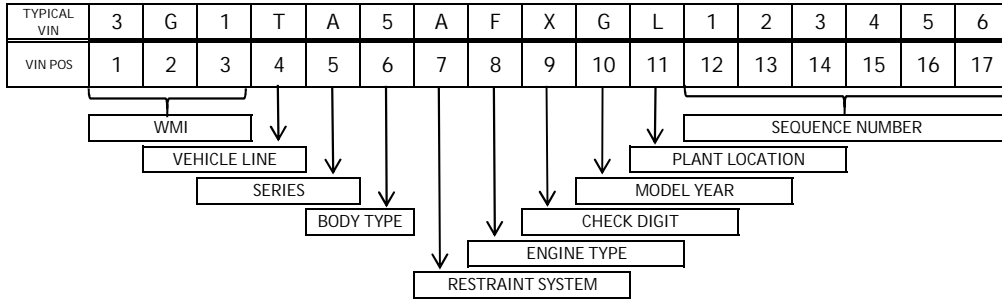 TYPICAL VIN 3 G 1 T A 5 A F X G L 1 2 3 4 5 6
VIN POS 1 2 3 4 5 6 7 8 9 10 11 12 13 14 15 16 17
WMI SEQUENCE NUMBER
VEHICLE LINE PLANT LOCATION
SERIES MODEL YEAR
BODY TYPE CHECK DIGIT
ENGINE TYPE
RESTRAINT SYSTEM